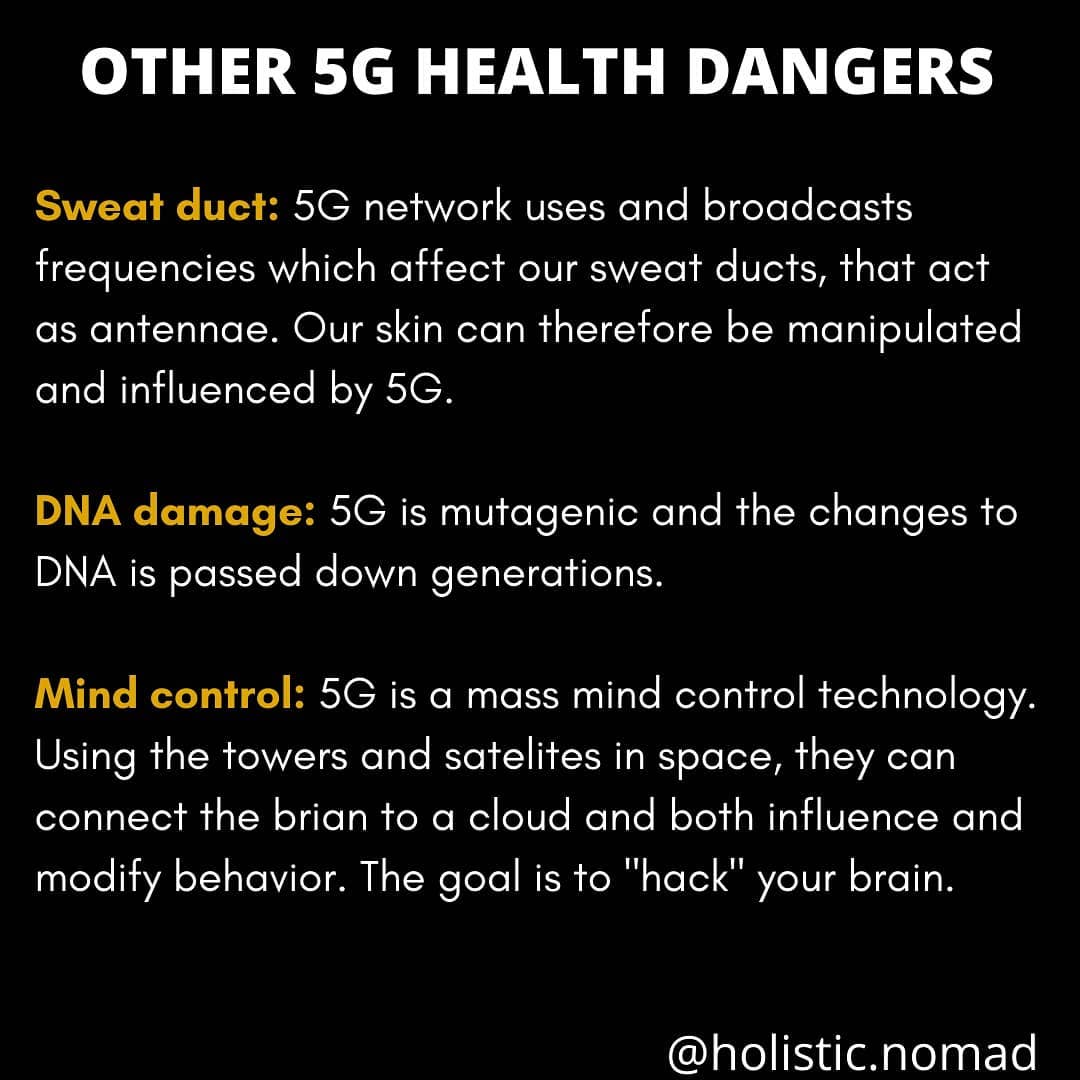 OTHER 5G HEALTH DANGERS
Sweat duct: 5G network uses and broadcasts
frequencies which affect our sweat ducts, that act
as antennae. Our skin can therefore be manipulated
and influenced by 5G.
DNA damage: 5G is mutagenic and the changes to
DNA is passed down generations.
Mind control: 5G is a mass mind control technology.
Using the towers and satelites in space, they can
connect the brian to a cloud and both influence and
modify behavior. The goal is to "hack" your brain.
@holistic.nomad